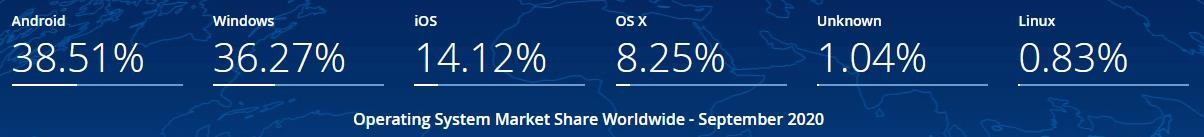 Android Windows iOS OS X Unknown Linux
38.51% 36.27% 14.12% 8.25% 1.04% 0.83%
Operating System Market Share Worldwide - September 2020